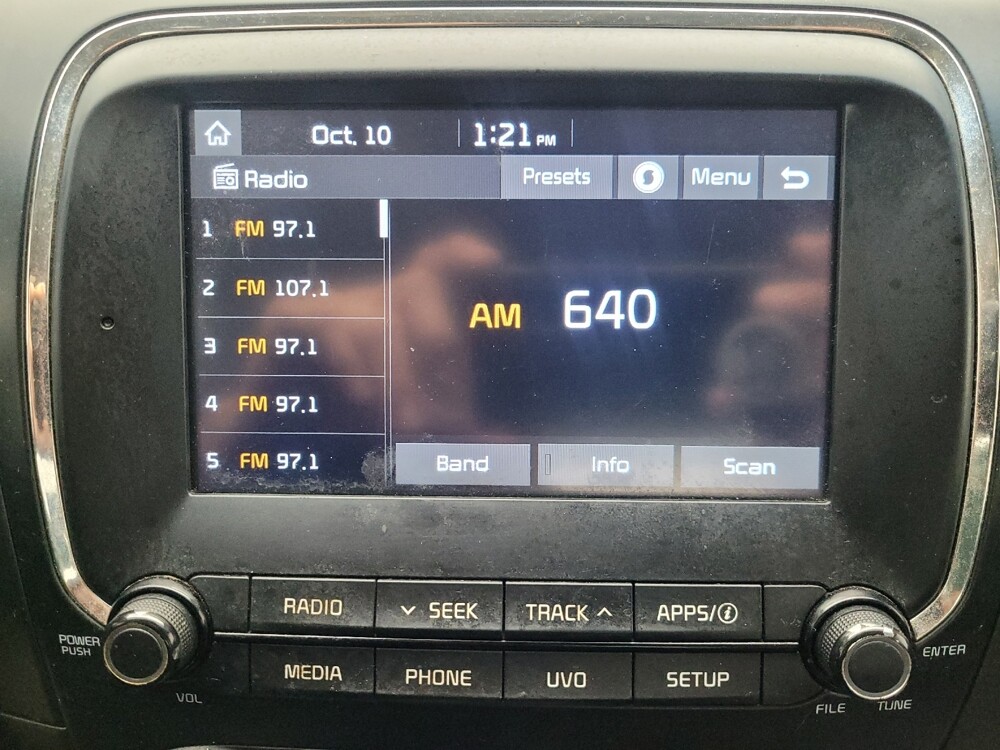 Oct. 10 1:21 PM
Radio Presets Menu
1 FM 97.1
2 FM 107.1
3 FM 97.1
4 FM 97.1
5 FM 97.1
AM 640
Band Info Scan
RADIO SEEK TRACK APPS/i
POWER PUSH
VOL
MEDIA PHONE UVO SETUP
ENTER
FILE TUNE